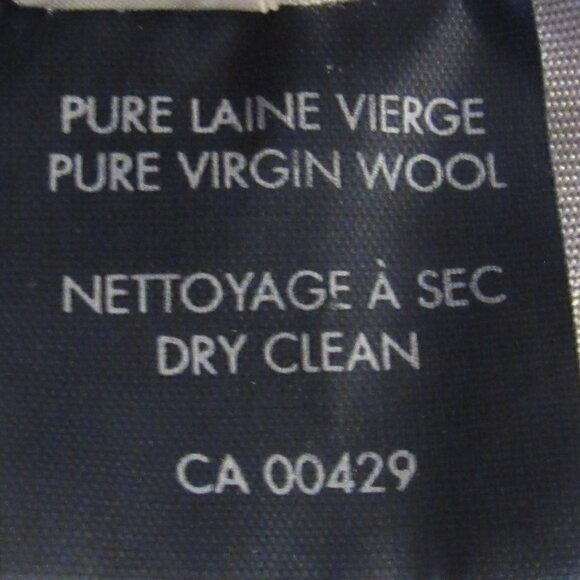 PURE LAINE VIERGE
PURE VIRGIN WOOL
NETTOYAGE À SEC
DRY CLEAN
CA 00429